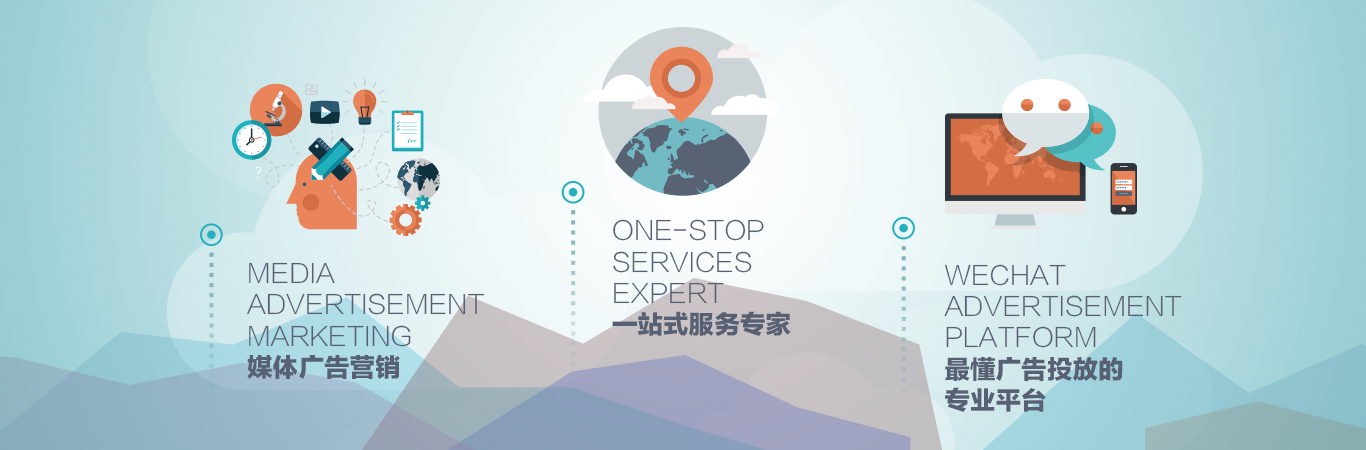 MEDIA
ADVERTISEMENT
MARKETING
媒体广告营销
ONE-STOP
SERVICES
EXPERT
一站式服务专家
WECHAT
ADVERTISEMENT
PLATFORM
最懂广告投放的
专业平台